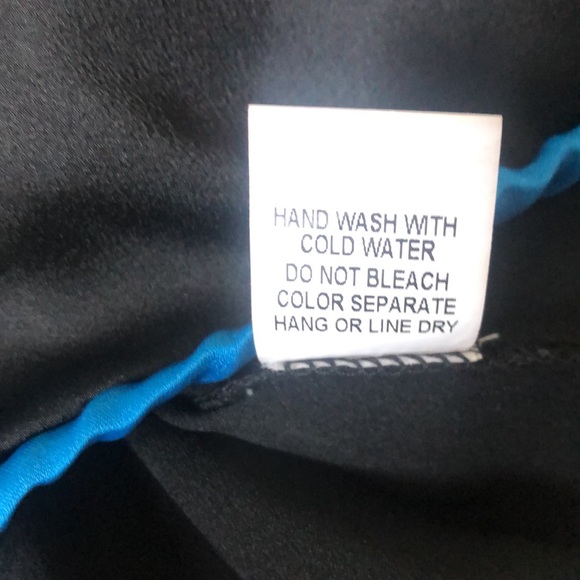 HAND WASH WITH
COLD WATER
DO NOT BLEACH
COLOR SEPARATE
HANG OR LINE DRY